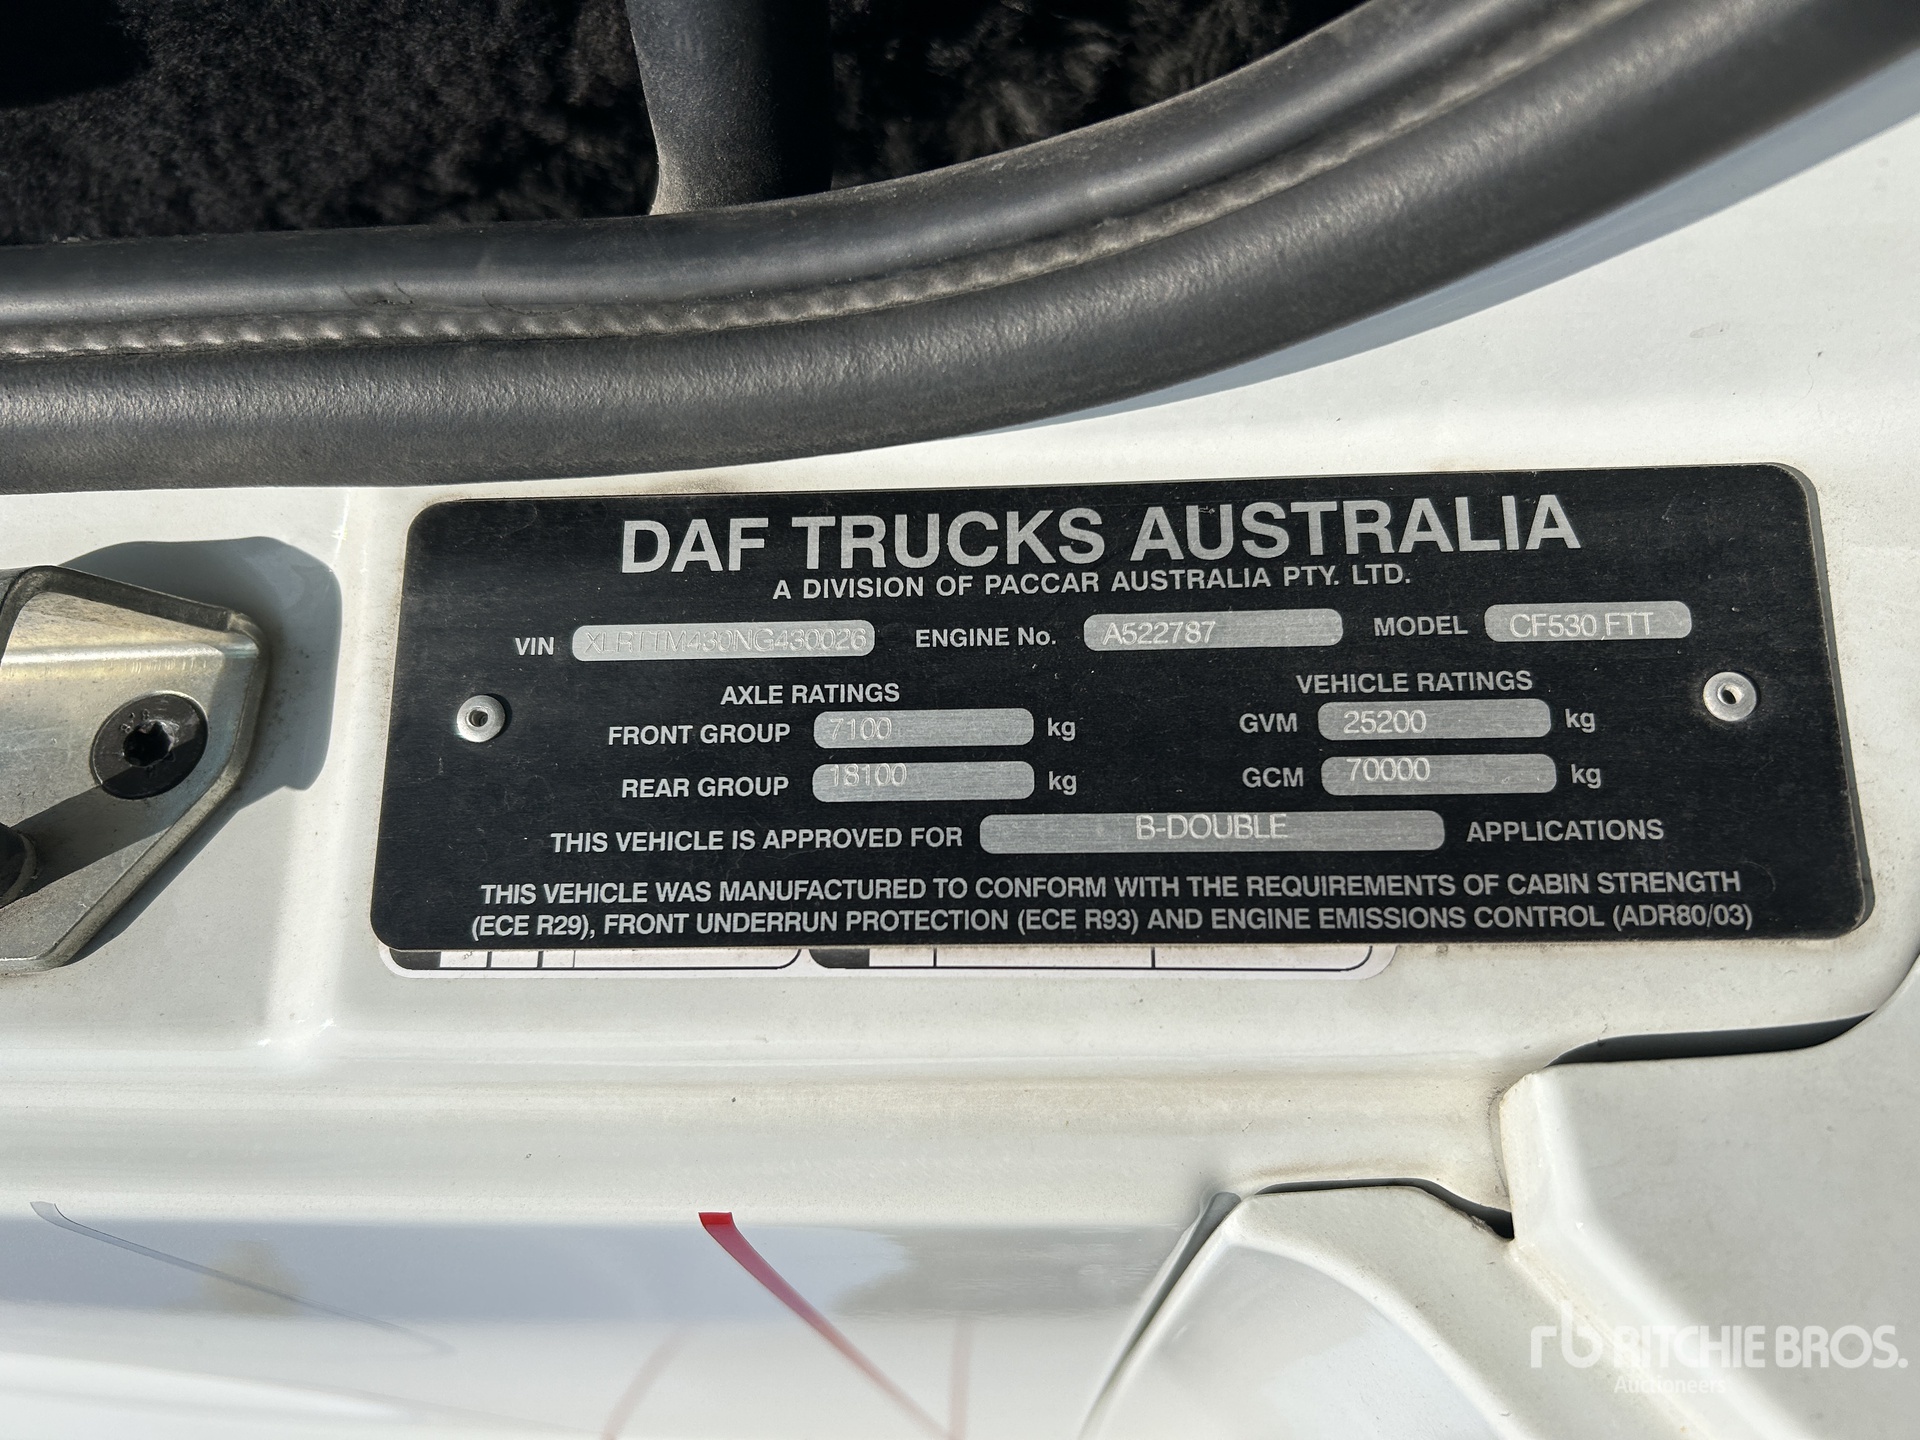 DAF TRUCKS AUSTRALIA
A DIVISION OF PACCAR AUSTRALIA PTY. LTD.
VIN XLRTTM430NG430026 ENGINE No. A522787 MODEL CF530 FTT
AXLE RATINGS VEHICLE RATINGS
FRONT GROUP 7100 kg GVM 25200 kg
REAR GROUP 18100 kg GCM 70000 kg
THIS VEHICLE IS APPROVED FOR B-DOUBLE APPLICATIONS
THIS VEHICLE WAS MANUFACTURED TO CONFORM WITH THE REQUIREMENTS OF CABIN STRENGTH
(ECE R29), FRONT UNDERRUN PROTECTION (ECE R93) AND ENGINE EMISSIONS CONTROL (ADR80/03)
rb RITCHIE BROS.
Auctioneers